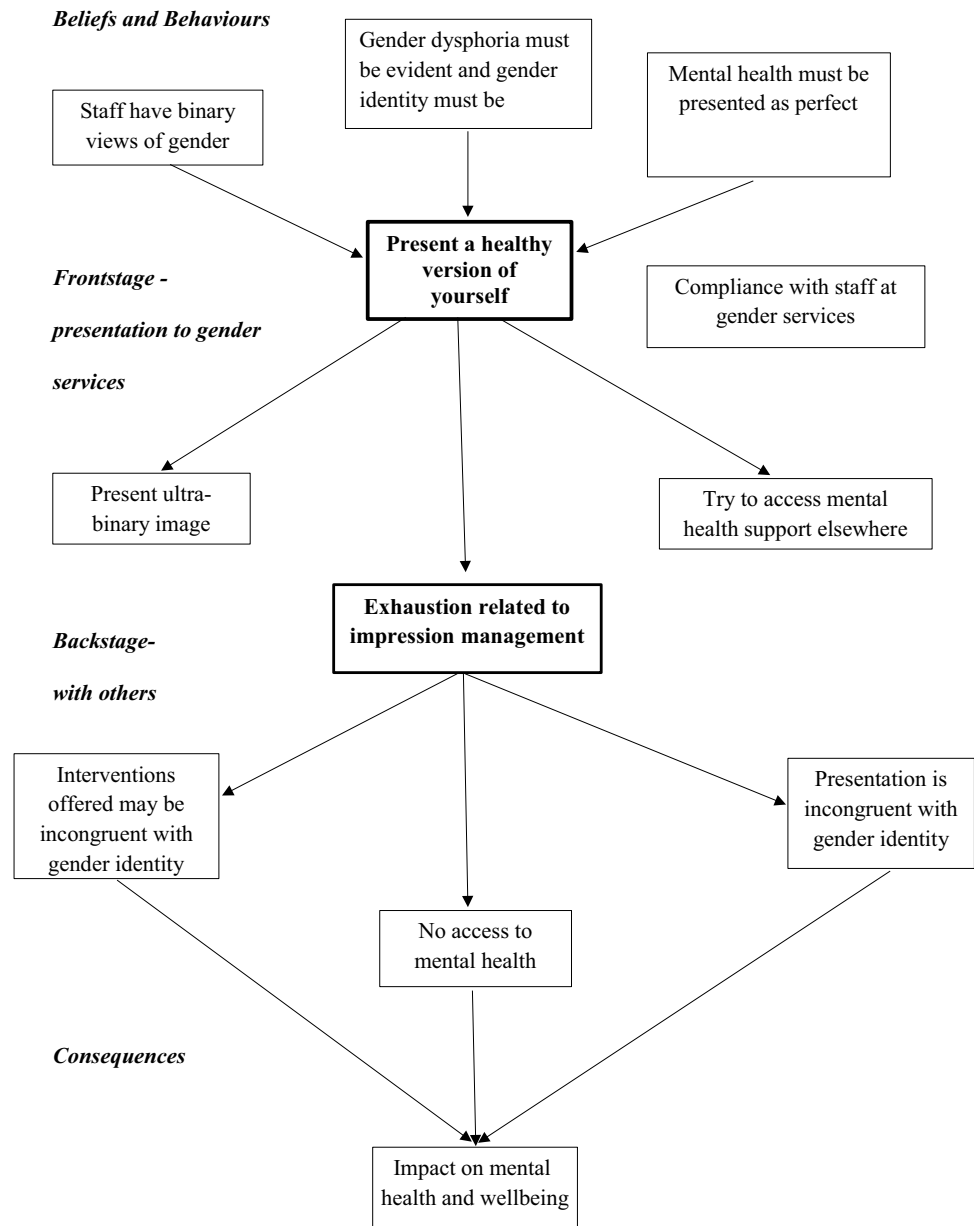 Beliefs and Behaviours
Gender dysphoria must
be evident and gender
identity must be
Mental health must be
presented as perfect
Staff have binary
views of gender
Present a healthy
version of
yourself
Frontstage -
presentation to gender
services
Compliance with staff at
gender services
Present ultra-
binary image
Try to access mental
health support elsewhere
Exhaustion related to
impression management
Backstage-
with others
Interventions
offered may be
incongruent with
gender identity
Presentation is
incongruent with
gender identity
No access to
mental health
Consequences
Impact on mental
health and wellbeing